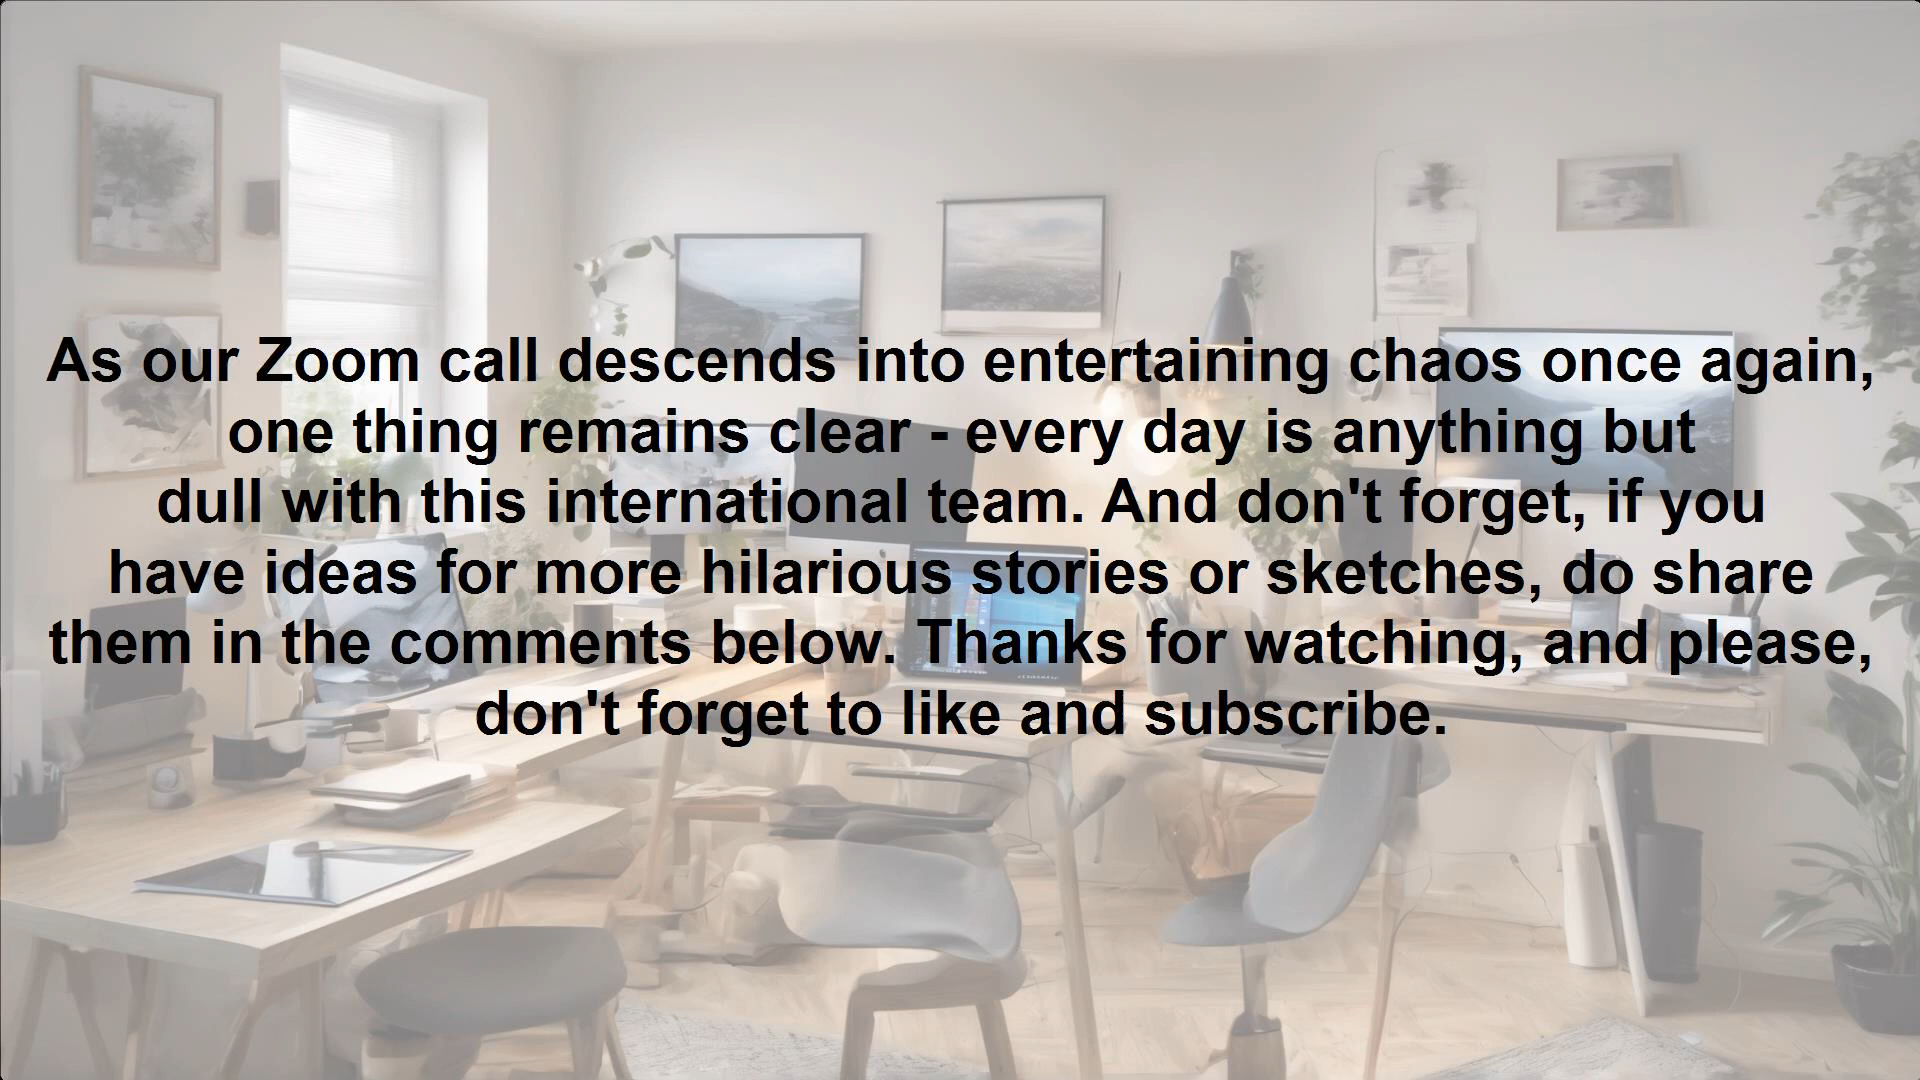 As our Zoom call descends into entertaining chaos once again,
one thing remains clear - every day is anything but
dull with this international team. And don't forget, if you
have ideas for more hilarious stories or sketches, do share
them in the comments below. Thanks for watching, and please,
don't forget to like and subscribe.